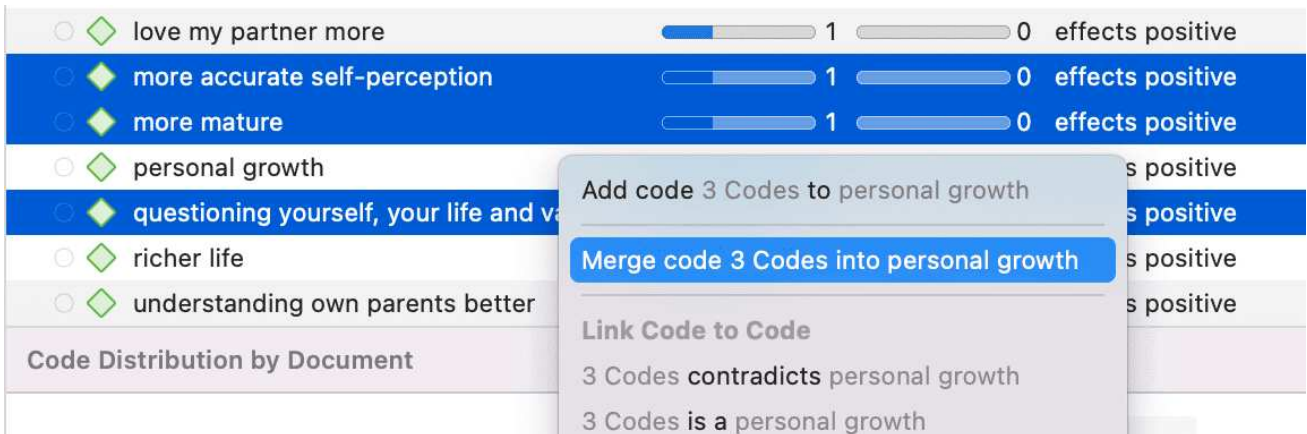 love my partner more 1 0 effects positive
more accurate self-perception 1 0 effects positive
more mature 1 0 effects positive
personal growth s positive
Add code 3 Codes to personal growth
questioning yourself, your life and s positive
richer life s positive
Merge code 3 Codes into personal growth
understanding own parents better s positive
Link Code to Code
Code Distribution by Document
3 Codes contradicts personal growth
3 Codes is a personal growth